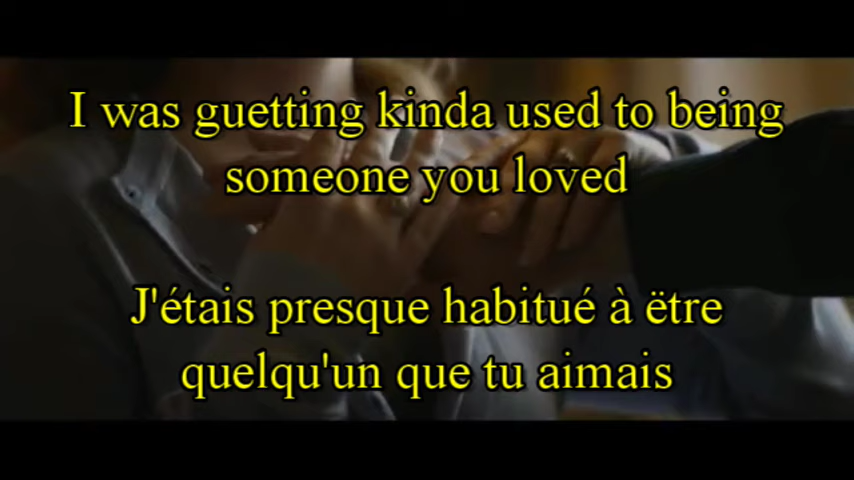 I was guetting kinda used to being
someone you loved
J'étais presque habitué à ëtre
quelqu'un que tu aimais